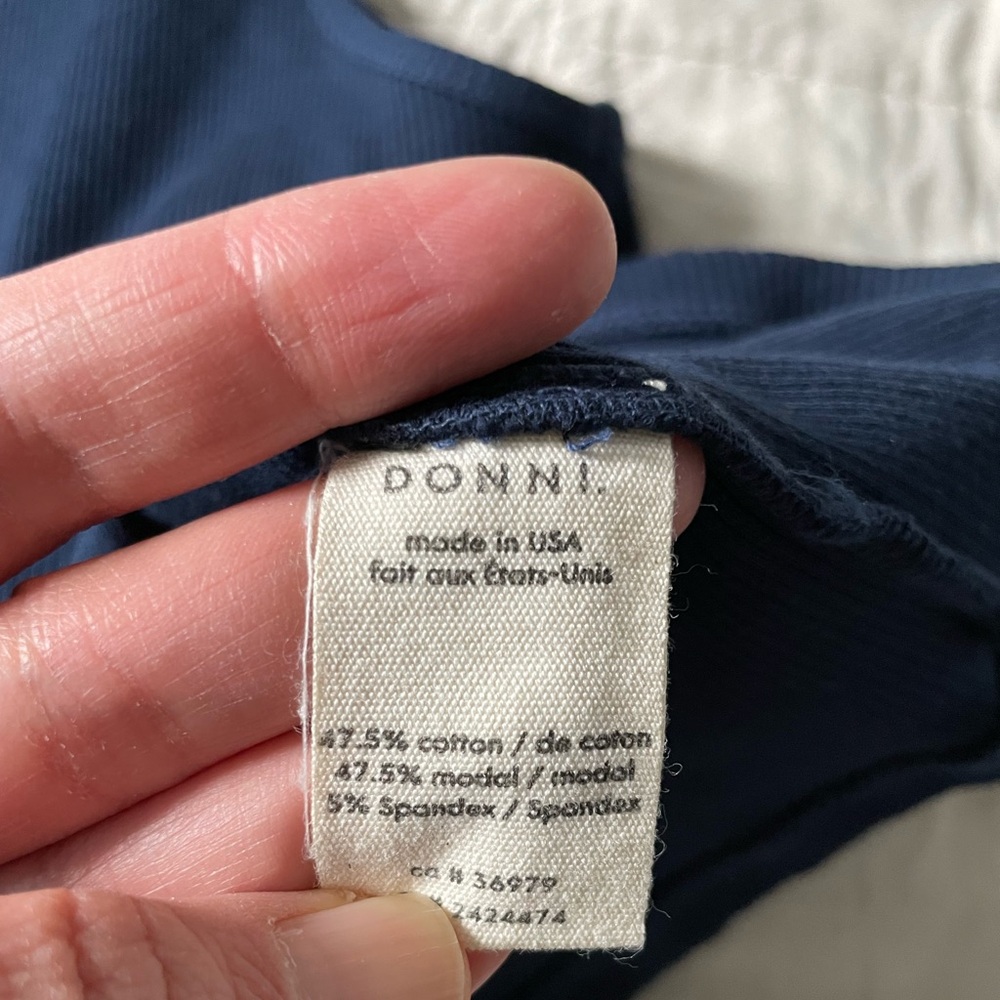 DONNI.
made in USA
fait aux États-Unis
47.5% cotton / de coton
47.5% modal / modal
5% Spandex / Spandex
ca # 36979
2424474